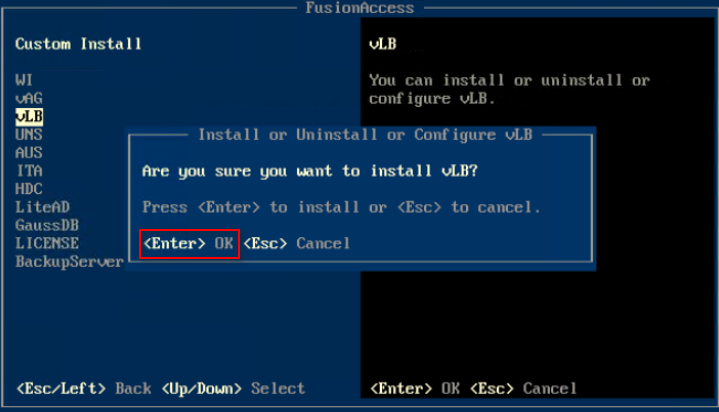 FusionAccess
Custom Install
WI
vAG
vLB
UNS
AUS
ITA
HDC
LiteAD
GaussDB
LICENSE
BackupServer
vLB
You can install or uninstall or
configure vLB.
Install or Uninstall or Configure vLB
Are you sure you want to install vLB?
Press <Enter> to install or <Esc> to cancel.
<Enter> OK <Esc> Cancel
<Esc/Left> Back <Up/Down> Select
<Enter> OK <Esc> Cancel